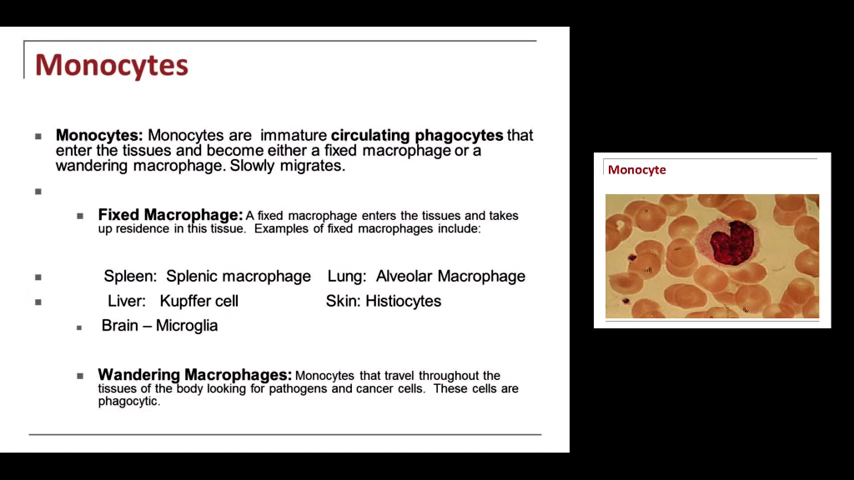 Monocytes
Monocytes: Monocytes are immature circulating phagocytes that
enter the tissues and become either a fixed macrophage or a
wandering macrophage. Slowly migrates.
Fixed Macrophage: A fixed macrophage enters the tissues and takes
up residence in this tissue. Examples of fixed macrophages include:
Spleen: Splenic macrophage Lung: Alveolar Macrophage
Liver: Kupffer cell Skin: Histiocytes
Brain – Microglia
Wandering Macrophages: Monocytes that travel throughout the
tissues of the body looking for pathogens and cancer cells. These cells are
phagocytic.
Monocyte